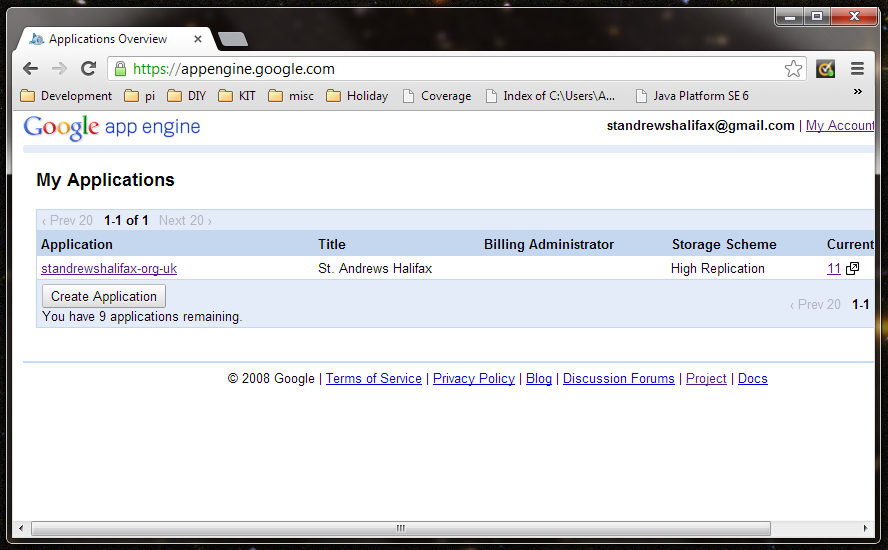 Applications Overview
https://appengine.google.com
Development pi DIY KIT misc Holiday Coverage Index of C:\Users\A... Java Platform SE 6 »
Google app engine standrewshalifax@gmail.com | My Account
My Applications
‹ Prev 20 1-1 of 1 Next 20 ›
Application Title Billing Administrator Storage Scheme Current
standrewshalifax-org-uk St. Andrews Halifax High Replication 11
Create Application
‹ Prev 20 1-1
You have 9 applications remaining.
© 2008 Google | Terms of Service | Privacy Policy | Blog | Discussion Forums | Project | Docs